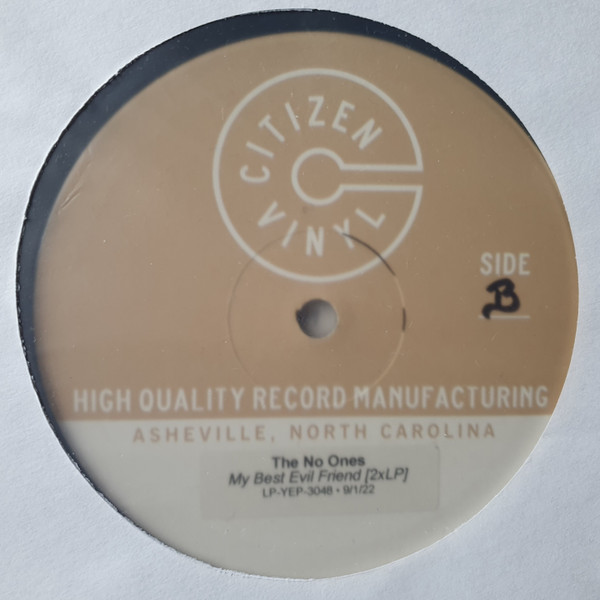 CITIZEN
VINYL
SIDE
B
HIGH QUALITY RECORD MANUFACTURING
ASHEVILLE, NORTH CAROLINA
The No Ones
My Best Evil Friend [2xLP]
LP-YEP-3048 • 9/1/22